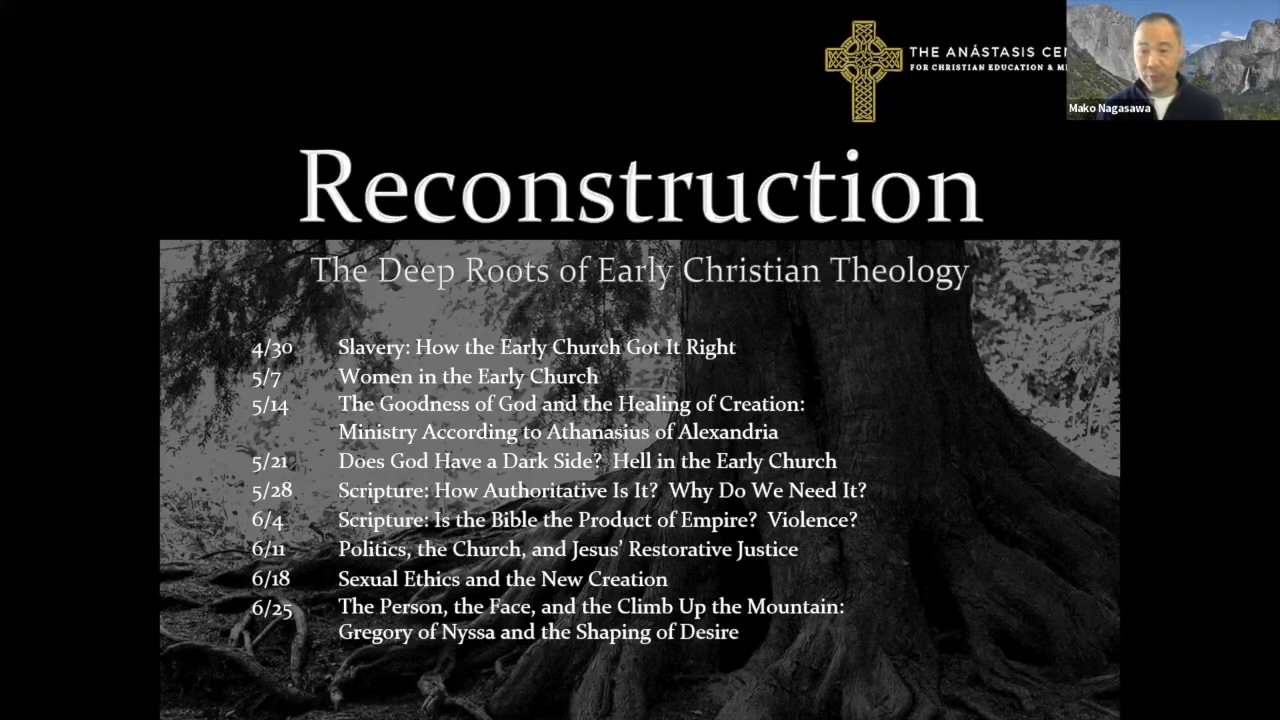 THE ANÁSTASIS CEN
FOR CHRISTIAN EDUCATION & M
Mako Nagasawa
Reconstruction
The Deep Roots of Early Christian Theology
4/30 Slavery: How the Early Church Got It Right
5/7 Women in the Early Church
5/14 The Goodness of God and the Healing of Creation:
Ministry According to Athanasius of Alexandria
5/21 Does God Have a Dark Side? Hell in the Early Church
5/28 Scripture: How Authoritative Is It? Why Do We Need It?
6/4 Scripture: Is the Bible the Product of Empire? Violence?
6/11 Politics, the Church, and Jesus’ Restorative Justice
6/18 Sexual Ethics and the New Creation
6/25 The Person, the Face, and the Climb Up the Mountain:
Gregory of Nyssa and the Shaping of Desire